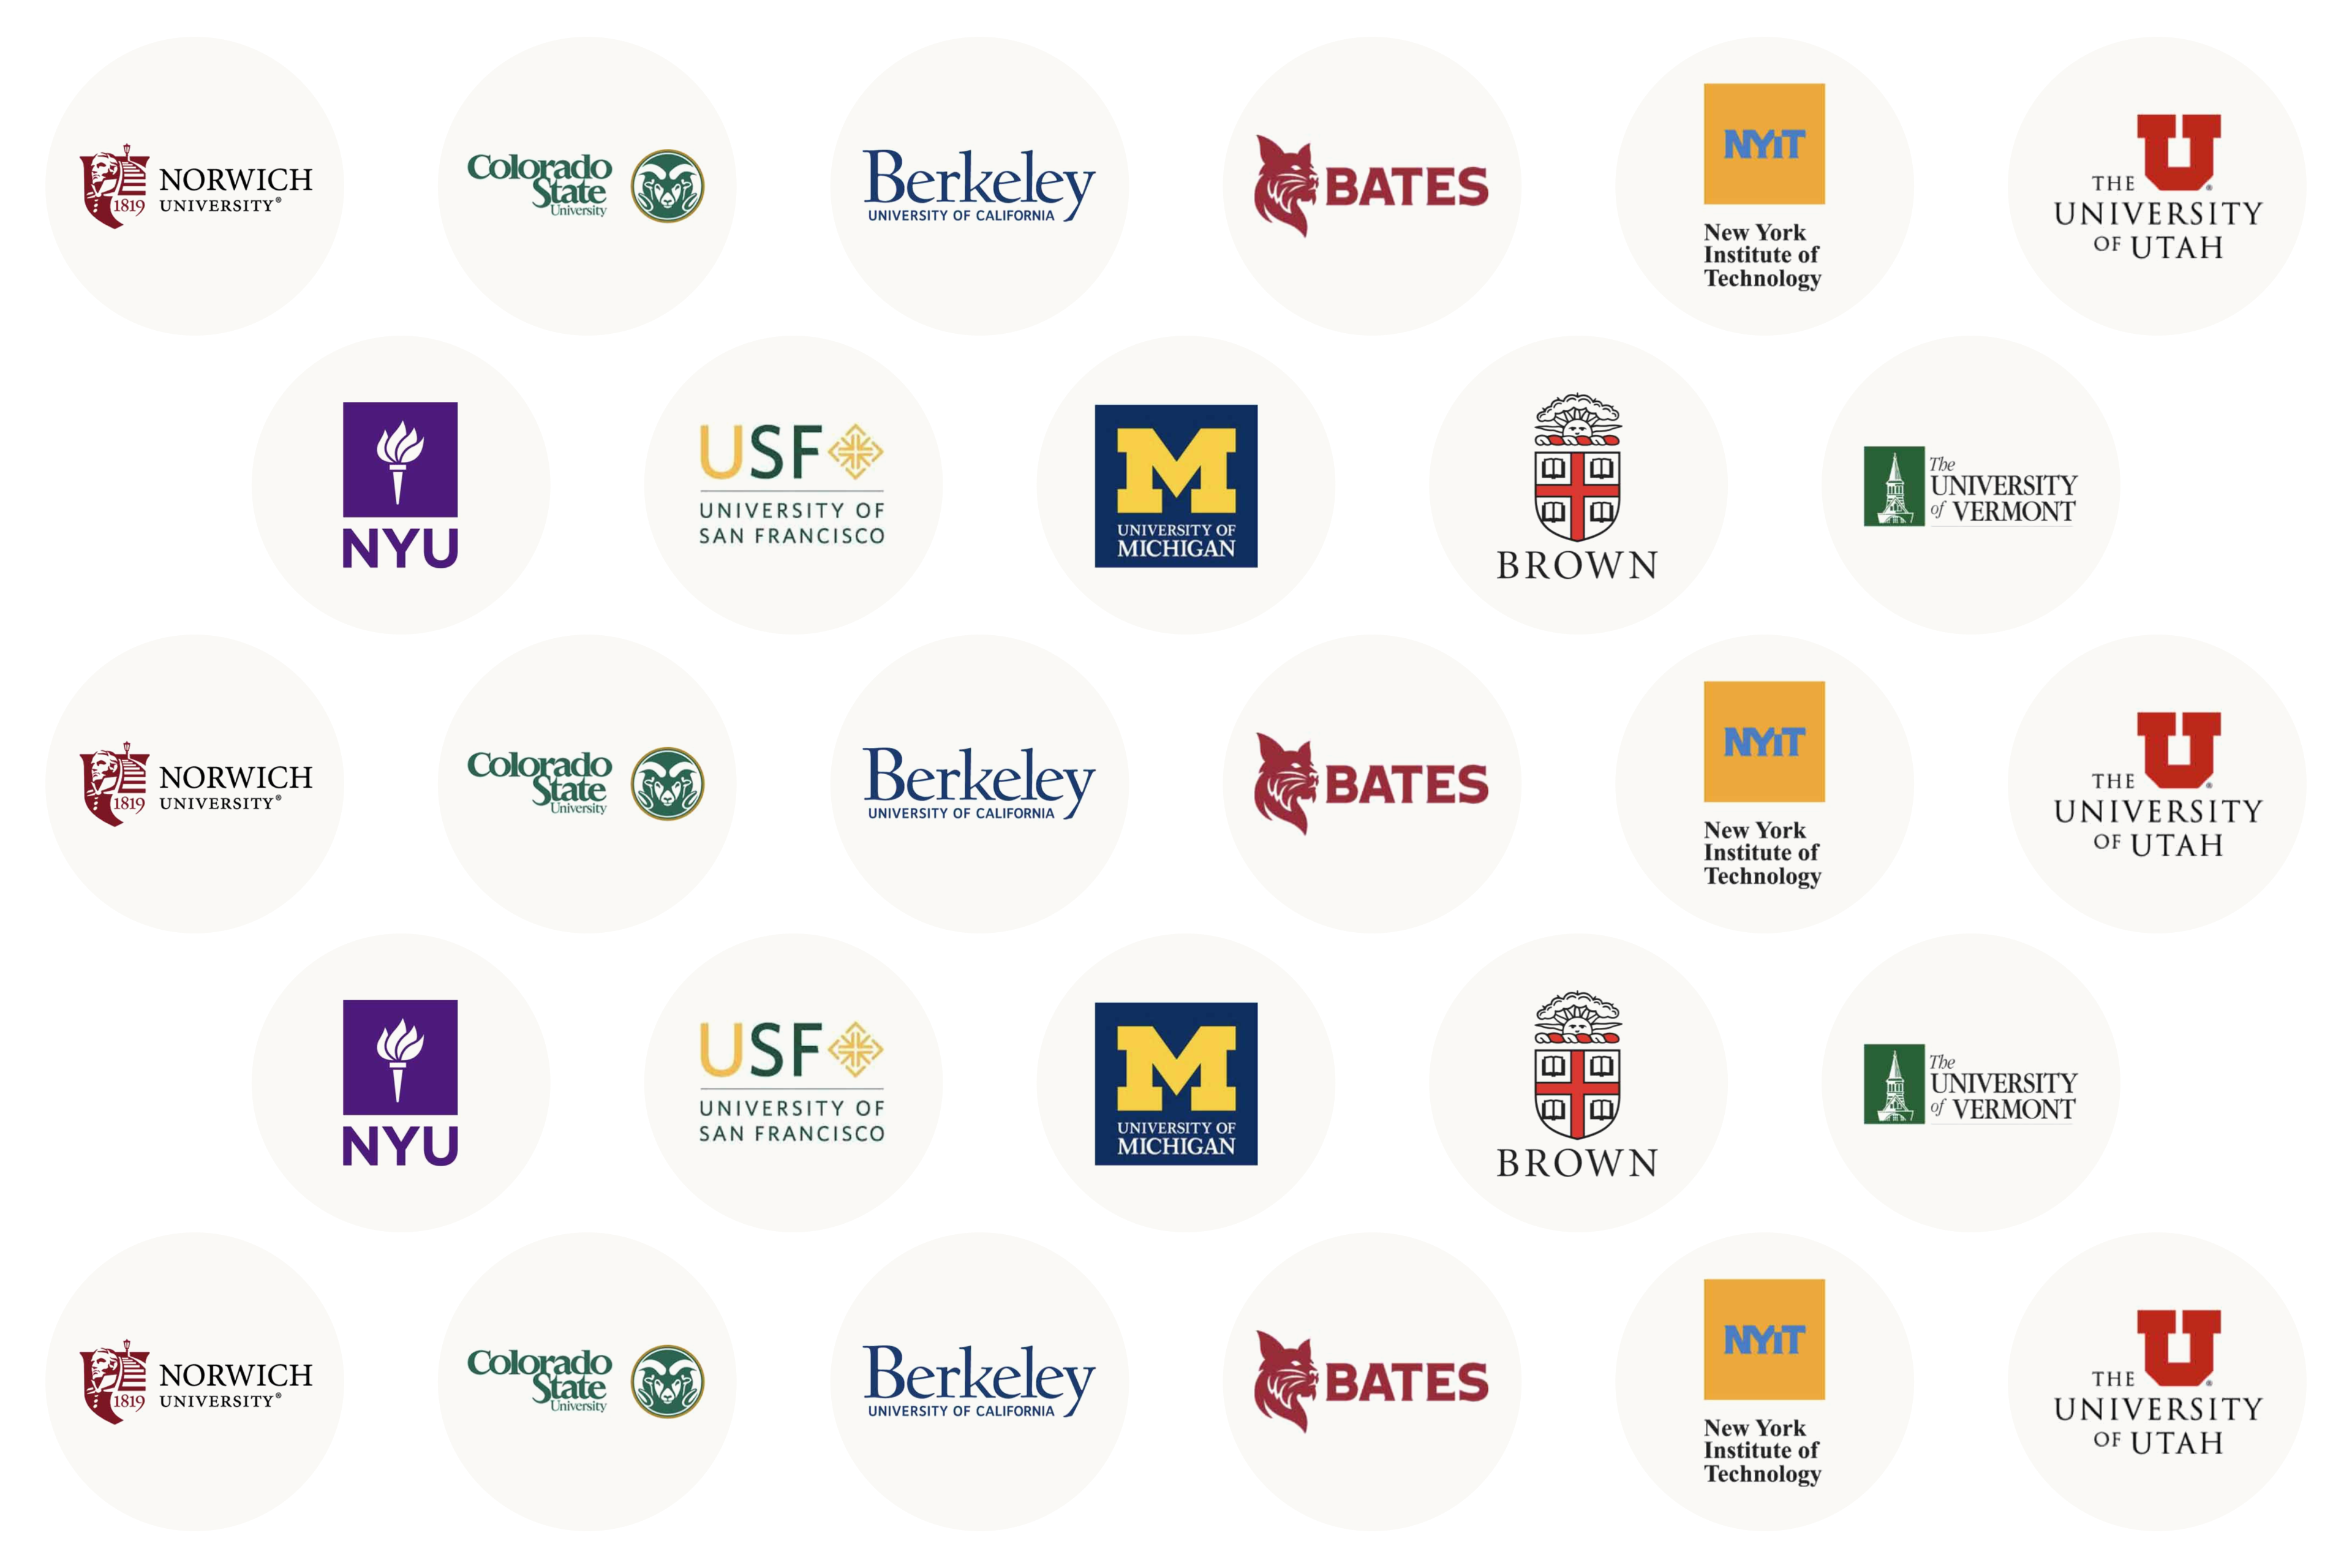 NORWICH
UNIVERSITY®
1819
Colorado
State
University
Berkeley
UNIVERSITY OF CALIFORNIA
BATES
NYIT
New York
Institute of
Technology
U
®
THE
UNIVERSITY
OF UTAH
NYU
USF
UNIVERSITY OF
SAN FRANCISCO
M
UNIVERSITY OF
MICHIGAN
BROWN
The
UNIVERSITY
of VERMONT
NORWICH
UNIVERSITY®
1819
Colorado
State
University
Berkeley
UNIVERSITY OF CALIFORNIA
BATES
NYIT
New York
Institute of
Technology
U
®
THE
UNIVERSITY
OF UTAH
NYU
USF
UNIVERSITY OF
SAN FRANCISCO
M
UNIVERSITY OF
MICHIGAN
BROWN
The
UNIVERSITY
of VERMONT
NORWICH
UNIVERSITY®
1819
Colorado
State
University
Berkeley
UNIVERSITY OF CALIFORNIA
BATES
NYIT
New York
Institute of
Technology
U
®
THE
UNIVERSITY
OF UTAH